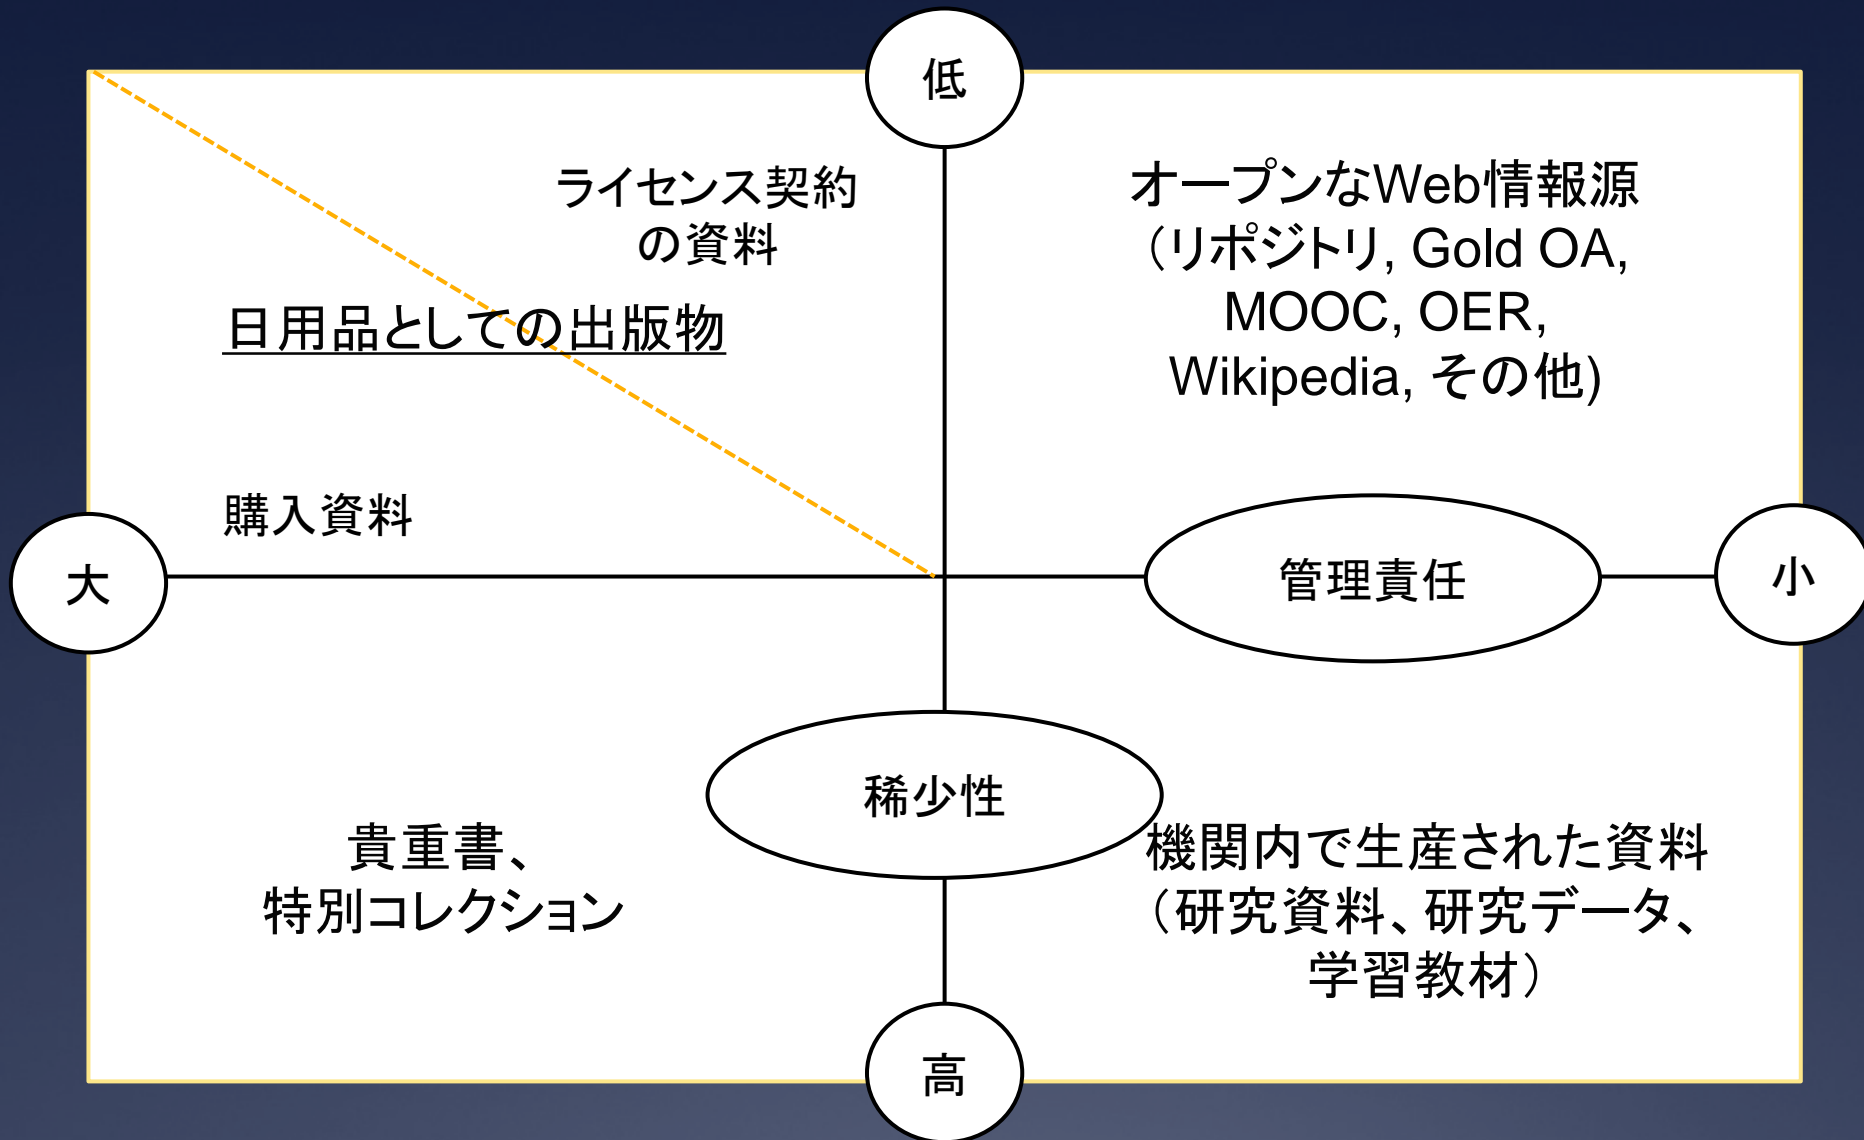 低
ライセンス契約
の資料
日用品としての出版物
購入資料
オープンなWeb情報源
（リポジトリ, Gold OA,
MOOC, OER,
Wikipedia, その他)
大
管理責任
小
稀少性
貴重書、
特別コレクション
機関内で生産された資料
（研究資料、研究データ、
学習教材）
高